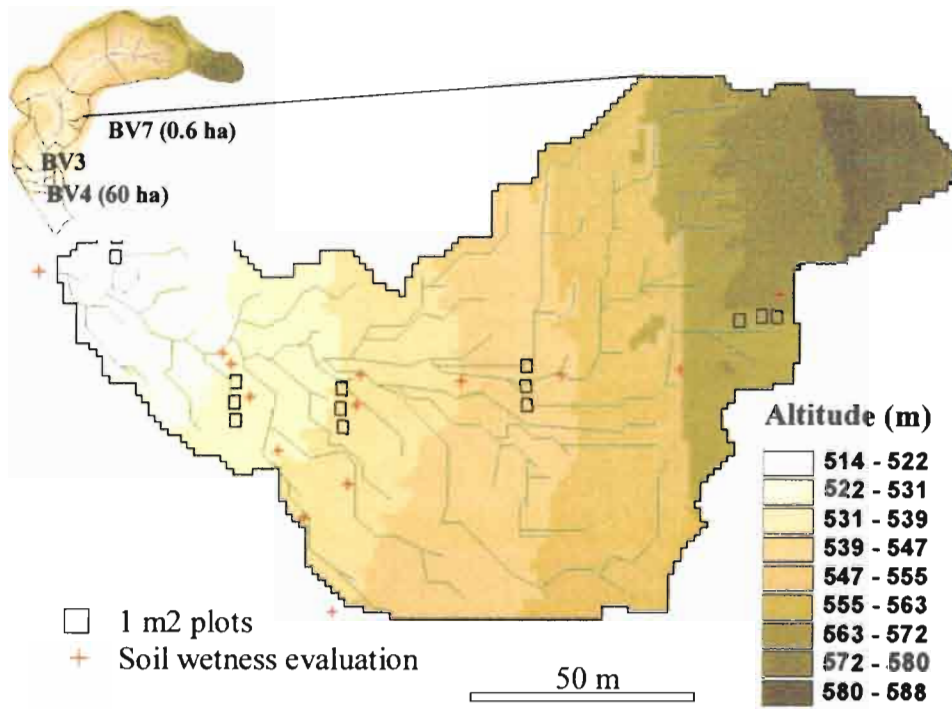 BV7 (0.6 ha)
BV3
BV4 (60 ha)
Altitude (m)
514 - 522
522 - 531
531 - 539
539 - 547
547 - 555
555 - 563
563 - 572
572 - 580
580 - 588
1 m2 plots
Soil wetness evaluation
50 m